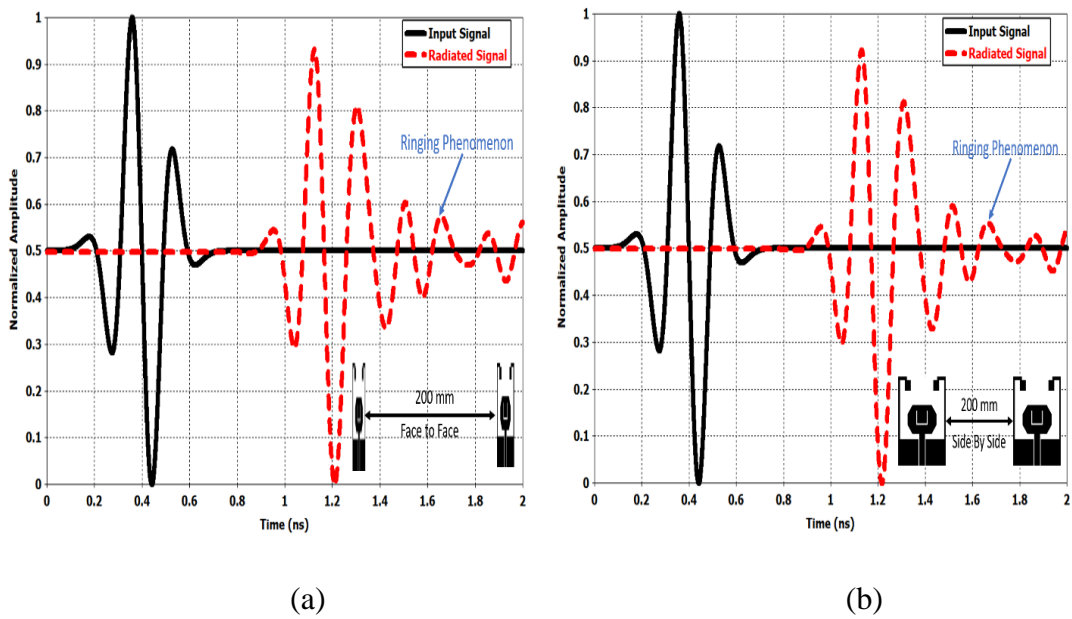 Input Signal
Radiated Signal
Ringing Phenomenon
200 mm
Face to Face
Normalized Amplitude
1
0.9
0.8
0.7
0.6
0.5
0.4
0.3
0.2
0.1
0
0 0.2 0.4 0.6 0.8 1 1.2 1.4 1.6 1.8 2
Time (ns)
(a)
Input Signal
Radiated Signal
Ringing Phenomenon
200 mm
Side By Side
Normalized Amplitude
1
0.9
0.8
0.7
0.6
0.5
0.4
0.3
0.2
0.1
0
0 0.2 0.4 0.6 0.8 1 1.2 1.4 1.6 1.8 2
Time (ns)
(b)